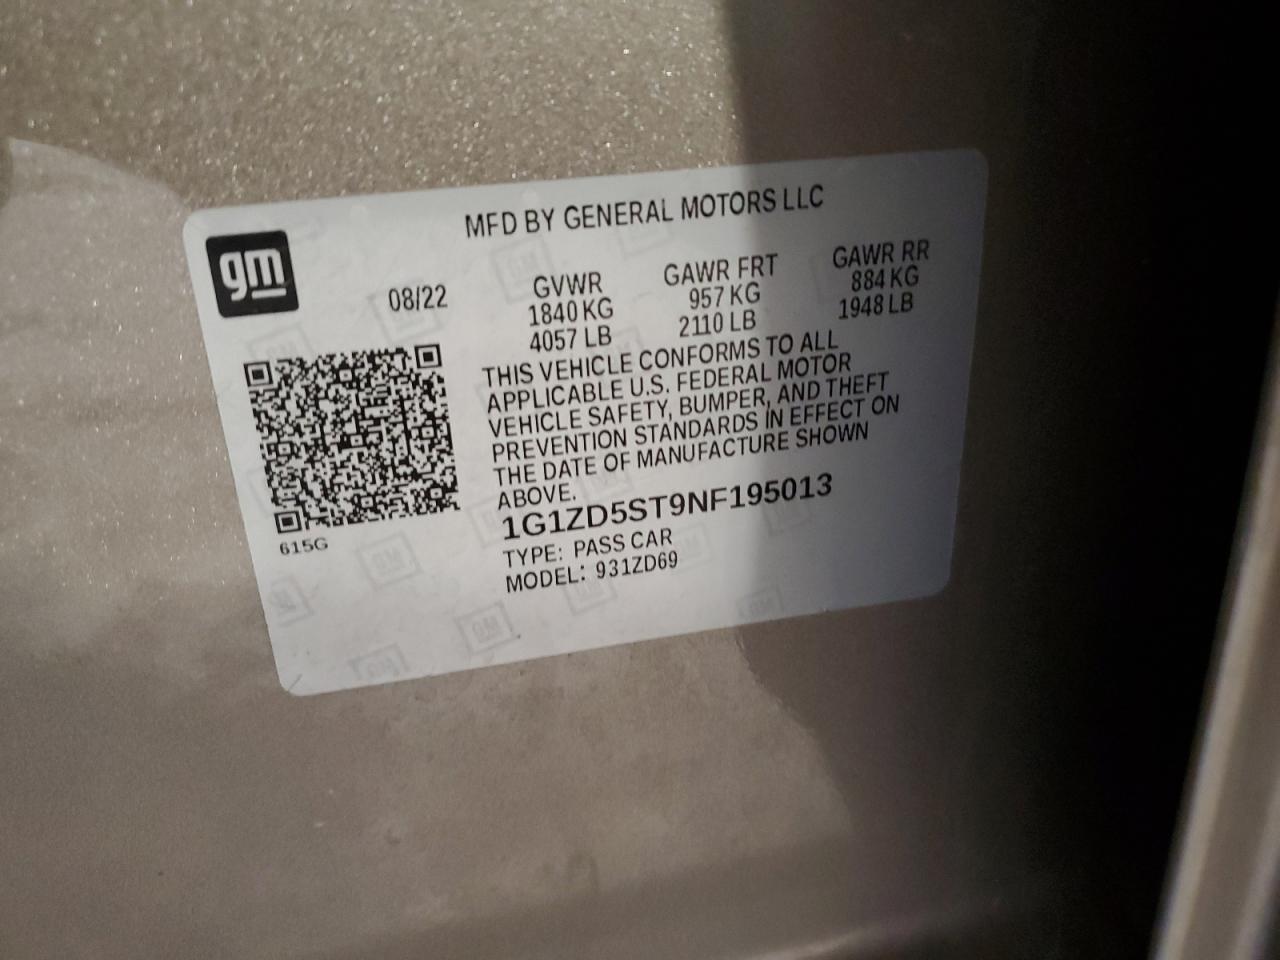 MFD BY GENERAL MOTORS LLC
gm
08/22
GVWR GAWR FRT GAWR RR
1840 KG 957 KG 884 KG
4057 LB 2110 LB 1948 LB
THIS VEHICLE CONFORMS TO ALL
APPLICABLE U.S. FEDERAL MOTOR
VEHICLE SAFETY, BUMPER, AND THEFT
PREVENTION STANDARDS IN EFFECT ON
THE DATE OF MANUFACTURE SHOWN
ABOVE.
1G1ZD5ST9NF195013
615G
TYPE: PASS CAR
MODEL: 931ZD69